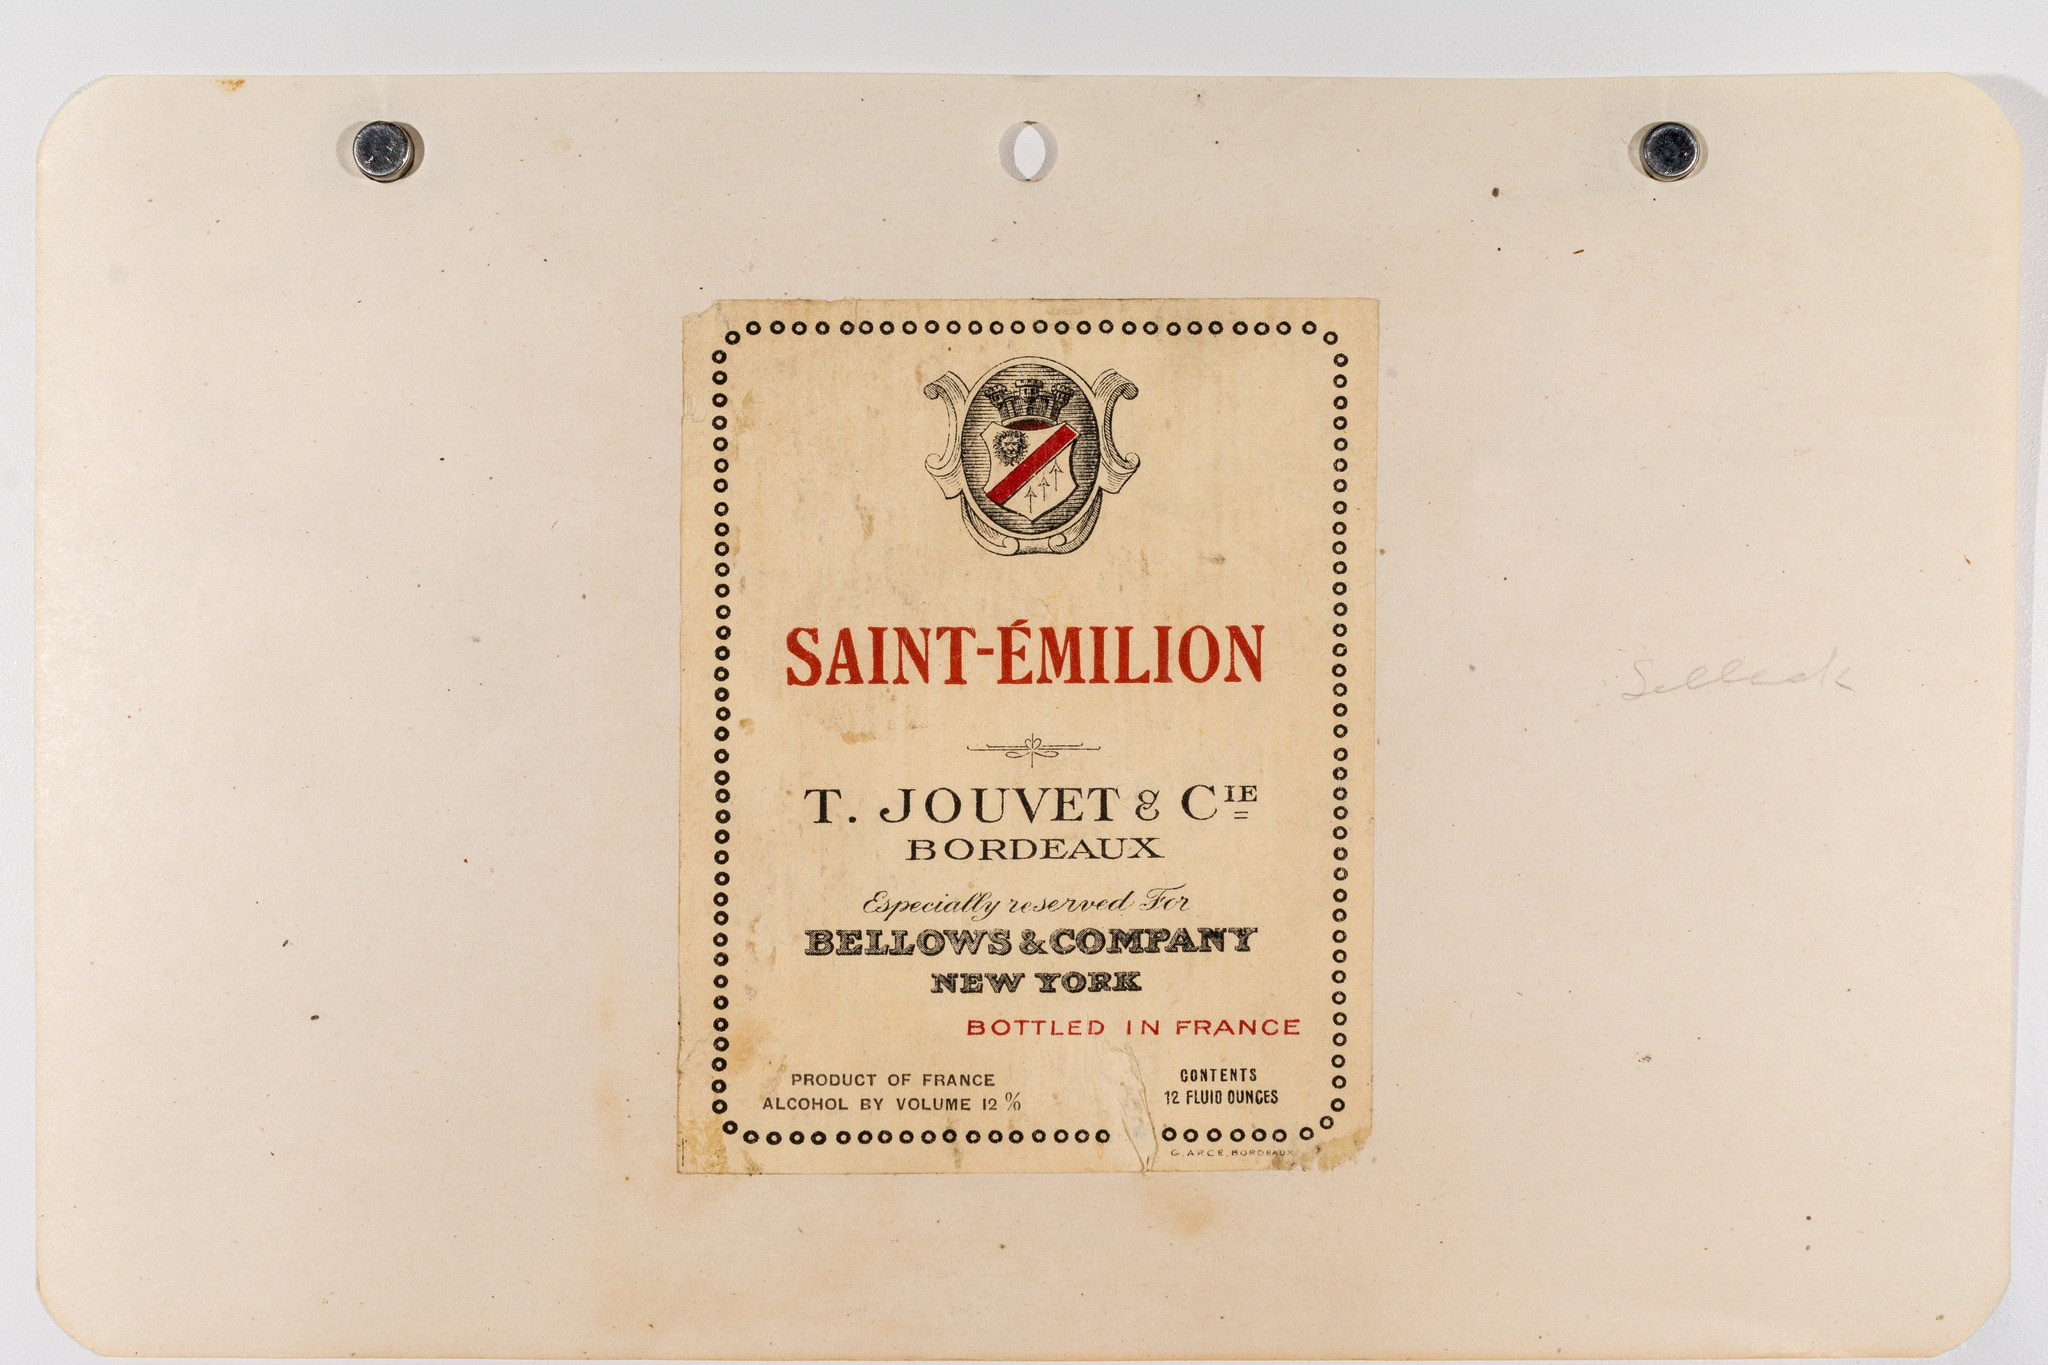 SAINT-ÉMILION
T. JOUVET & CIE
BORDEAUX
Especially reserved For
BELLOWS & COMPANY
NEW YORK
BOTTLED IN FRANCE
PRODUCT OF FRANCE
ALCOHOL BY VOLUME 12 %
CONTENTS
12 FLUID OUNCES
G. ARCE, BORDEAUX